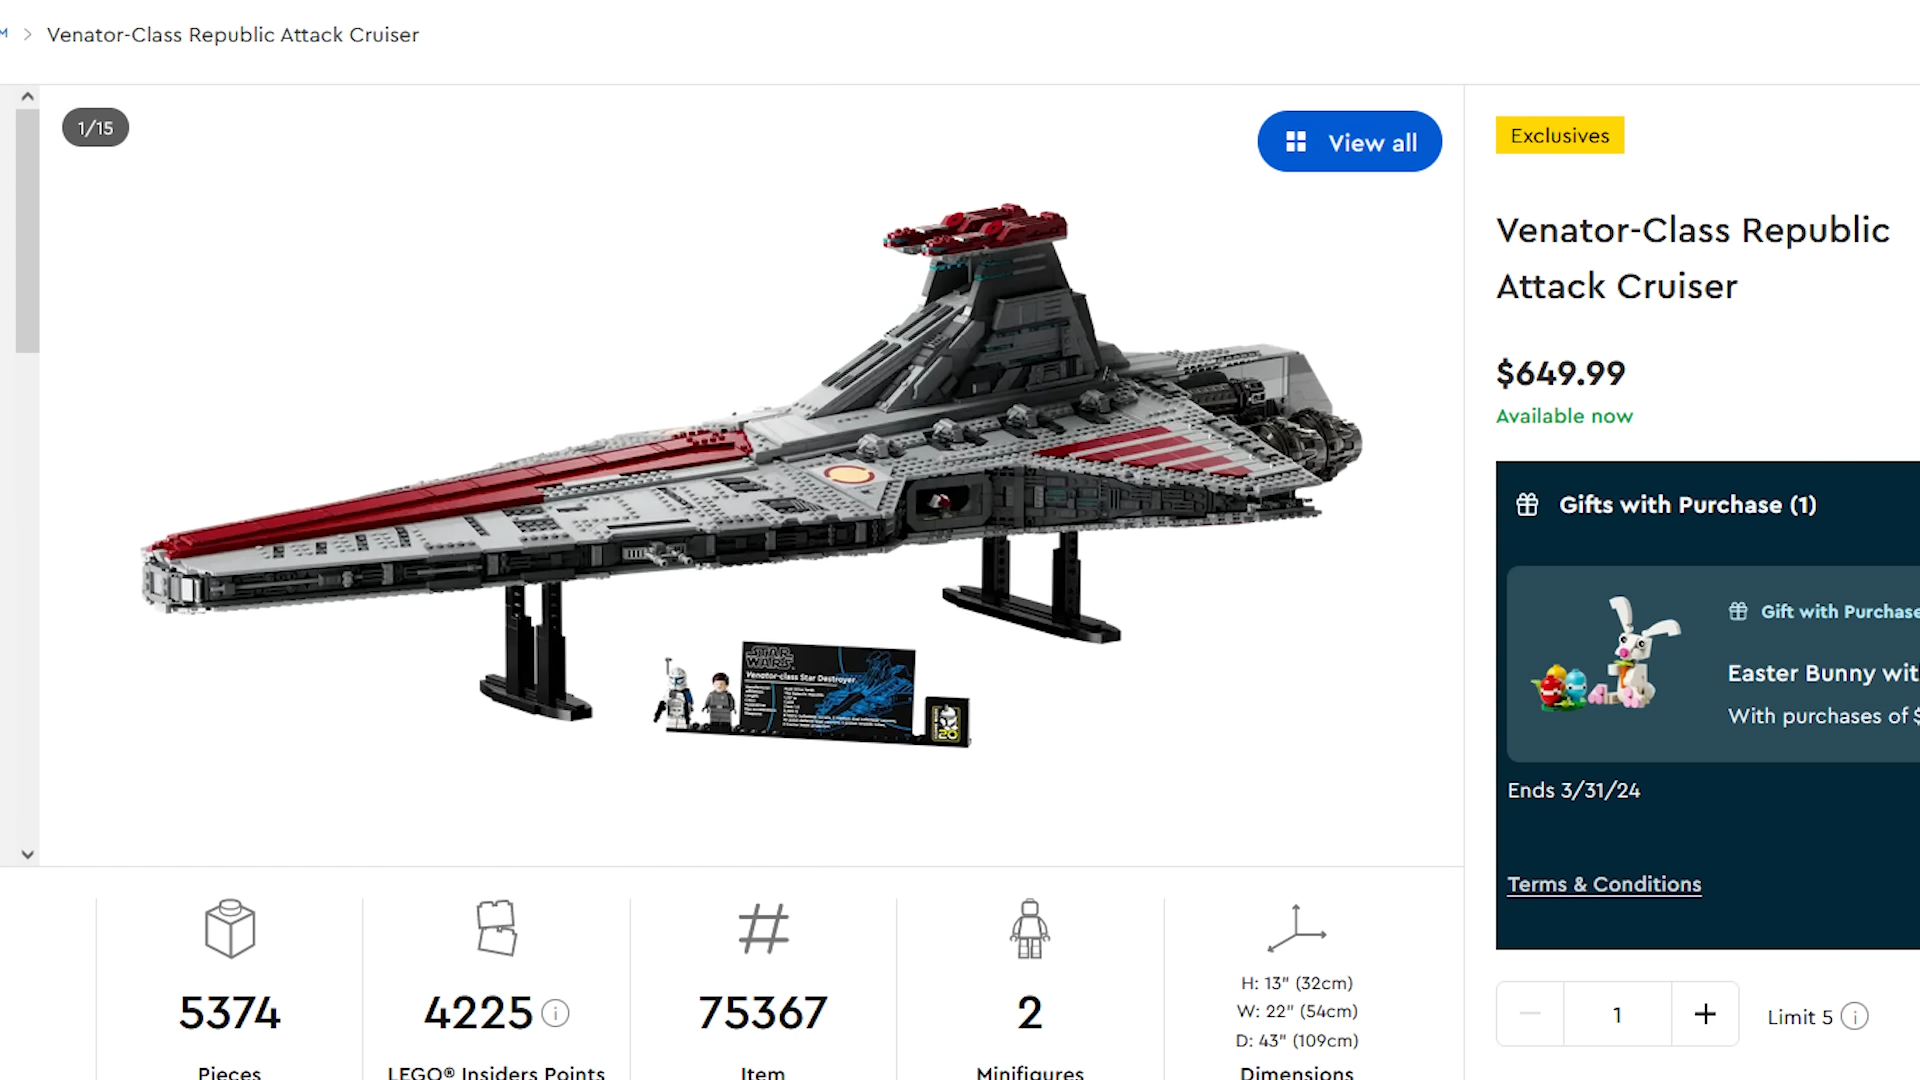 Venator-Class Republic Attack Cruiser
1/15
View all
Exclusives
Venator-Class Republic
Attack Cruiser
$649.99
Available now
Gifts with Purchase (1)
Gift with Purchase
Easter Bunny wit
With purchases of $
Ends 3/31/24
Terms & Conditions
STAR
WARS
Venator-class Star Destroyer
20
5374
Pieces
4225
LEGO® Insiders Points
75367
Item
2
Minifigures
H: 13" (32cm)
W: 22" (54cm)
D: 43" (109cm)
Dimensions
1
Limit 5